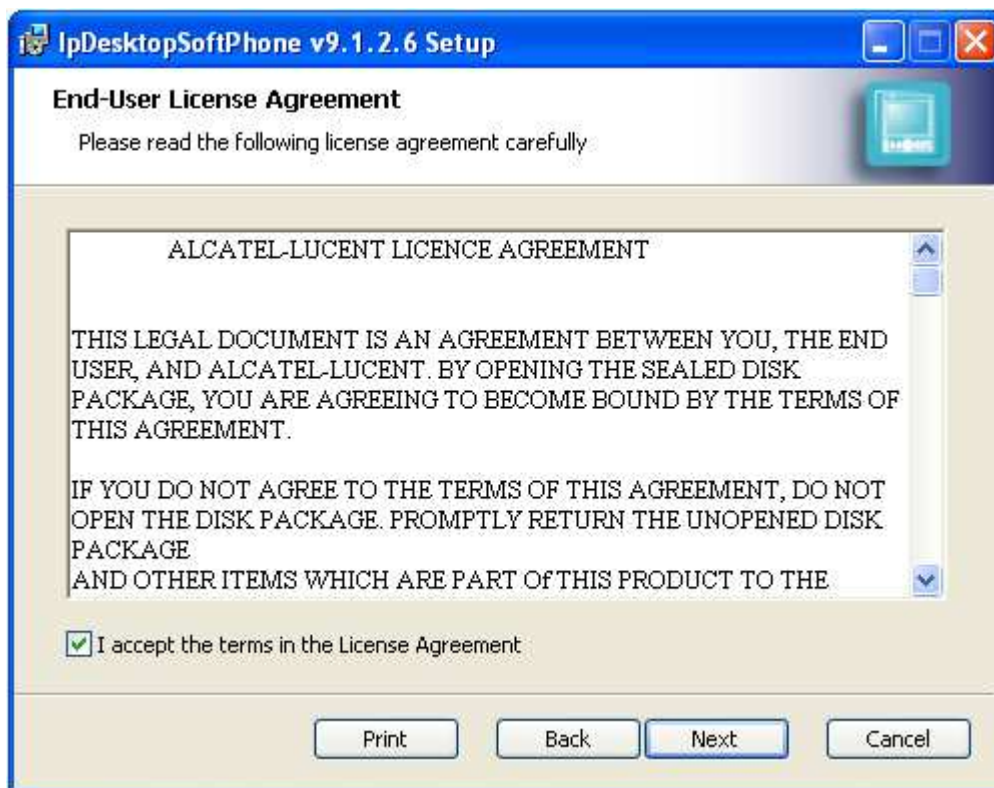 IpDesktopSoftPhone v9.1.2.6 Setup
End-User License Agreement
Please read the following license agreement carefully
ALCATEL-LUCENT LICENCE AGREEMENT
THIS LEGAL DOCUMENT IS AN AGREEMENT BETWEEN YOU, THE END
USER, AND ALCATEL-LUCENT. BY OPENING THE SEALED DISK
PACKAGE, YOU ARE AGREEING TO BECOME BOUND BY THE TERMS OF
THIS AGREEMENT.
IF YOU DO NOT AGREE TO THE TERMS OF THIS AGREEMENT, DO NOT
OPEN THE DISK PACKAGE. PROMPTLY RETURN THE UNOPENED DISK
PACKAGE
AND OTHER ITEMS WHICH ARE PART Of THIS PRODUCT TO THE
I accept the terms in the License Agreement
Print Back Next Cancel